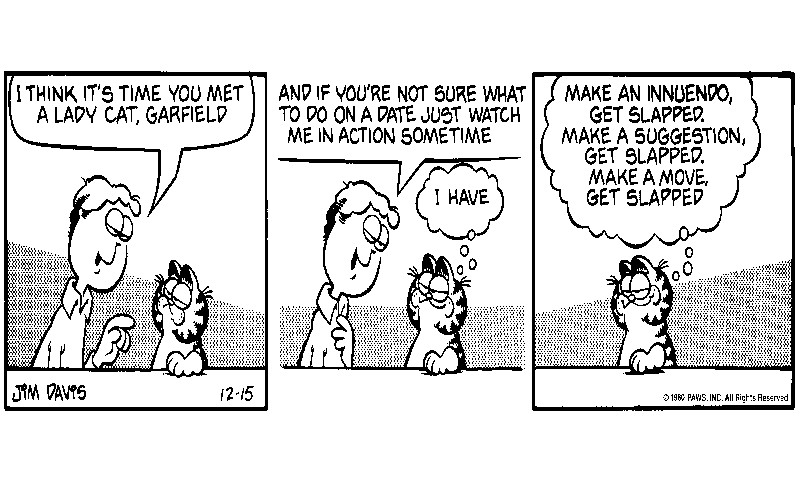 I THINK IT'S TIME YOU MET
A LADY CAT, GARFIELD
JIM DAVIS
12-15
AND IF YOU'RE NOT SURE WHAT
TO DO ON A DATE JUST WATCH
ME IN ACTION SOMETIME
I HAVE
MAKE AN INNUENDO,
GET SLAPPED.
MAKE A SUGGESTION,
GET SLAPPED.
MAKE A MOVE,
GET SLAPPED
© 1980 PAWS, INC. All Rights Reserved